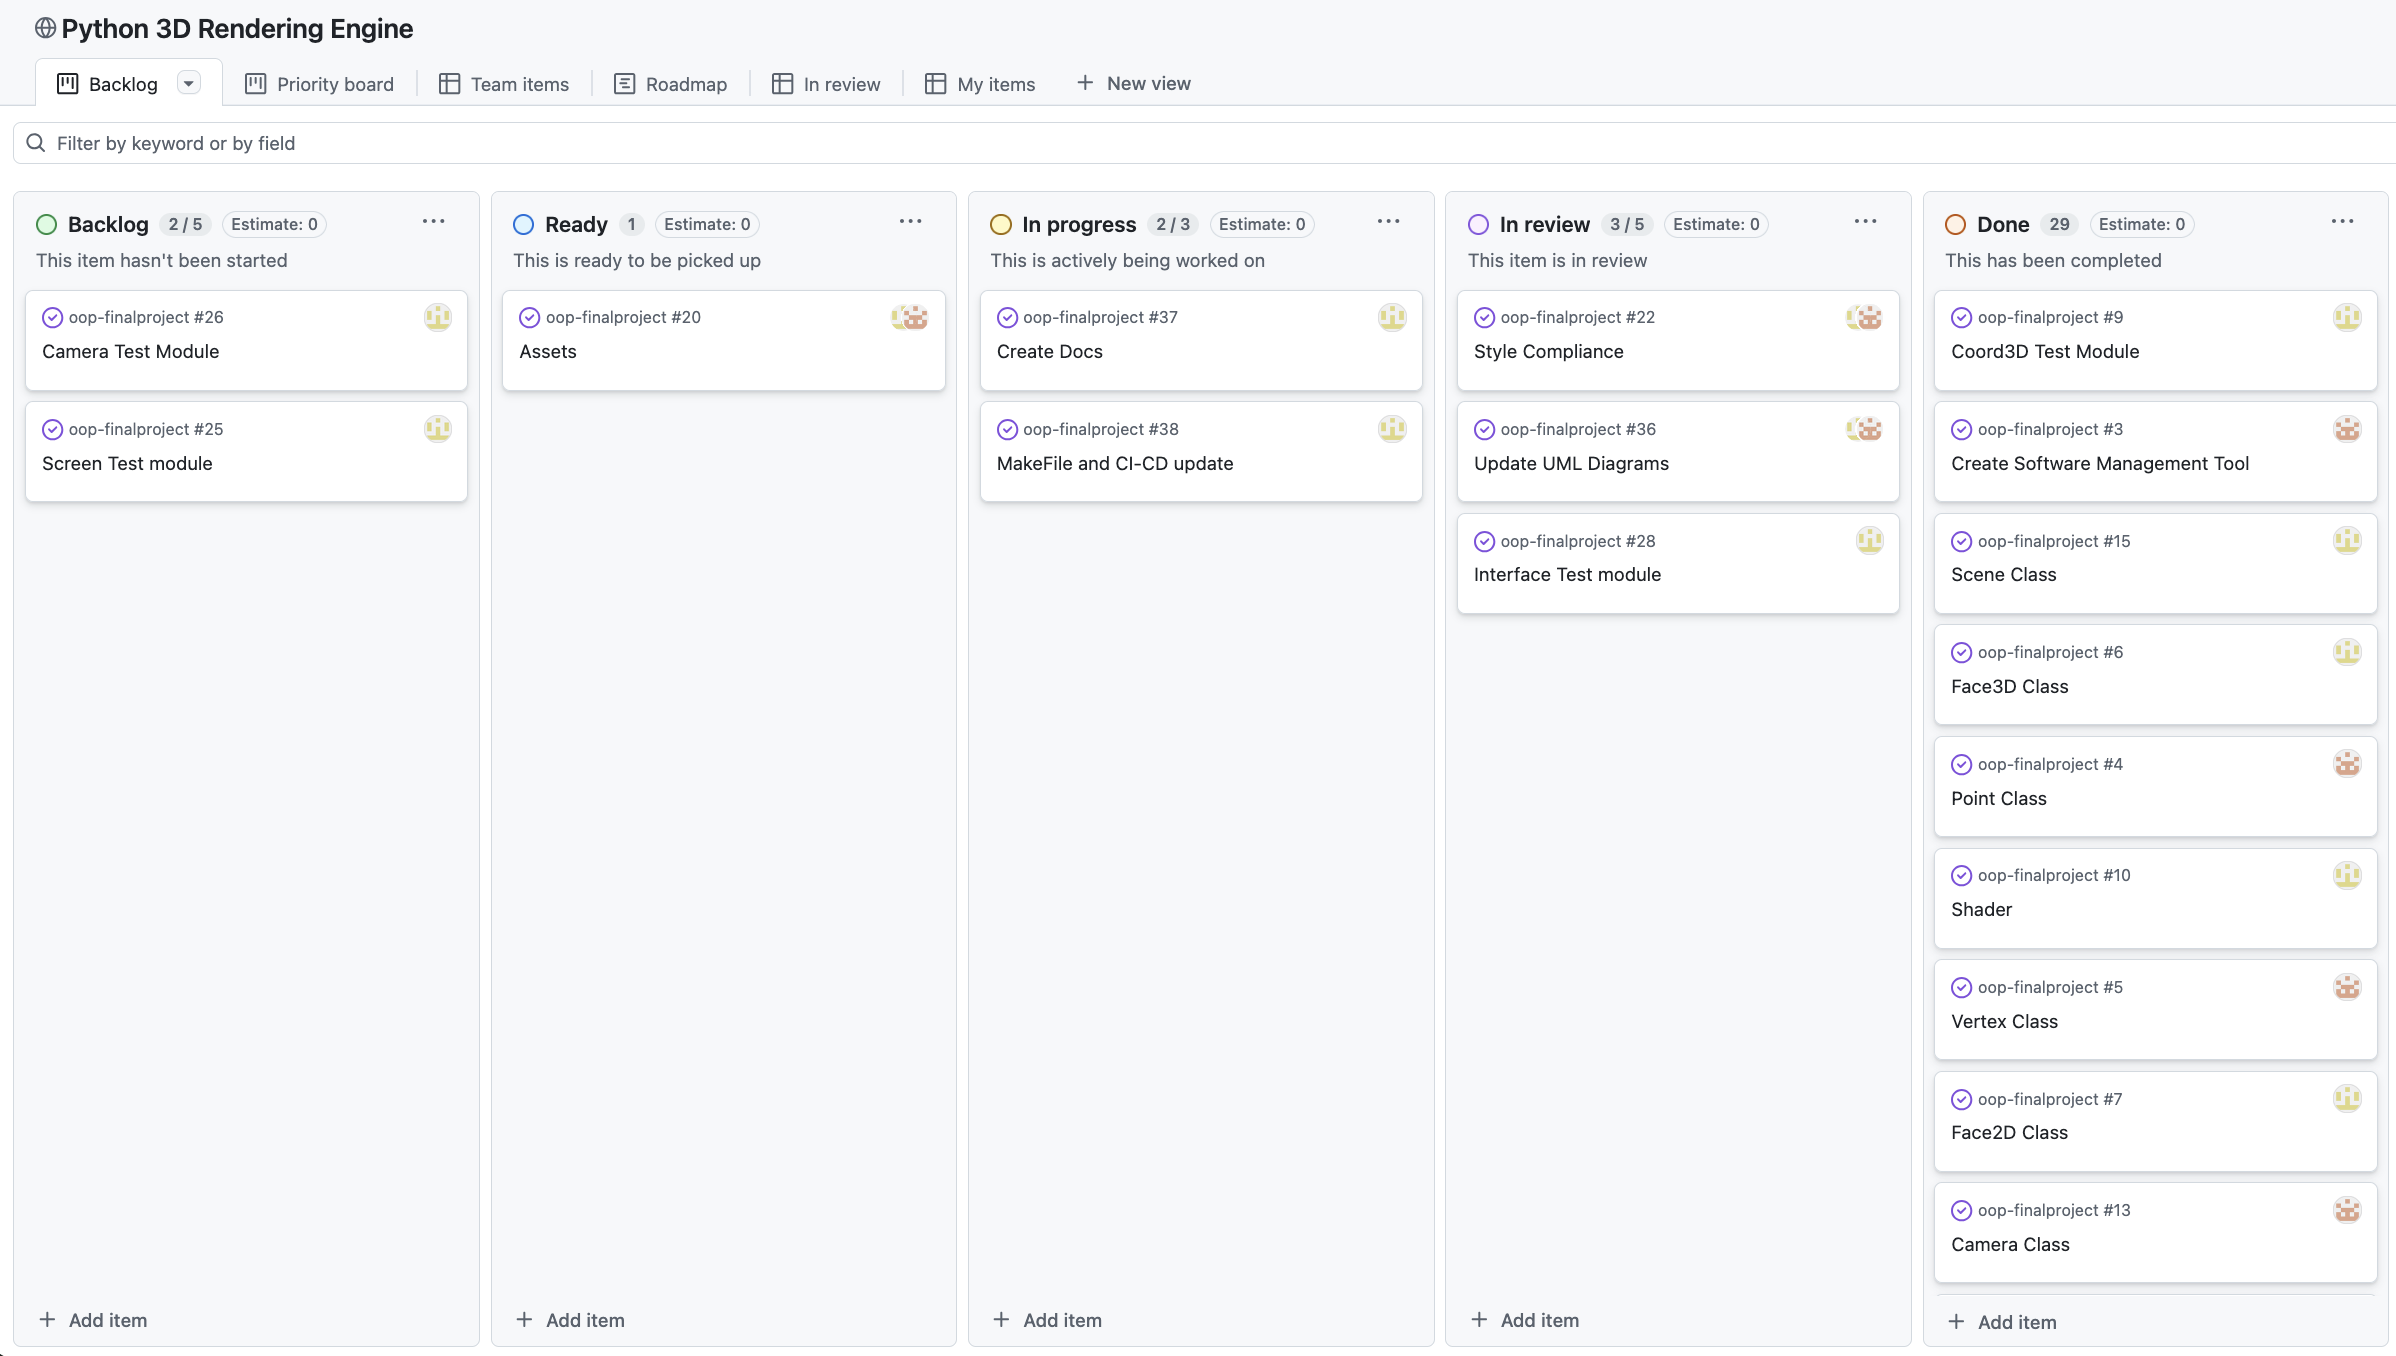 Python 3D Rendering Engine
Backlog
Priority board
Team items
Roadmap
In review
My items
New view
Filter by keyword or by field
Backlog 2 / 5 Estimate: 0
This item hasn't been started
oop-finalproject #26
Camera Test Module
oop-finalproject #25
Screen Test module
Add item
Ready 1 Estimate: 0
This is ready to be picked up
oop-finalproject #20
Assets
Add item
In progress 2 / 3 Estimate: 0
This is actively being worked on
oop-finalproject #37
Create Docs
oop-finalproject #38
MakeFile and CI-CD update
Add item
In review 3 / 5 Estimate: 0
This item is in review
oop-finalproject #22
Style Compliance
oop-finalproject #36
Update UML Diagrams
oop-finalproject #28
Interface Test module
Add item
Done 29 Estimate: 0
This has been completed
oop-finalproject #9
Coord3D Test Module
oop-finalproject #3
Create Software Management Tool
oop-finalproject #15
Scene Class
oop-finalproject #6
Face3D Class
oop-finalproject #4
Point Class
oop-finalproject #10
Shader
oop-finalproject #5
Vertex Class
oop-finalproject #7
Face2D Class
oop-finalproject #13
Camera Class
Add item